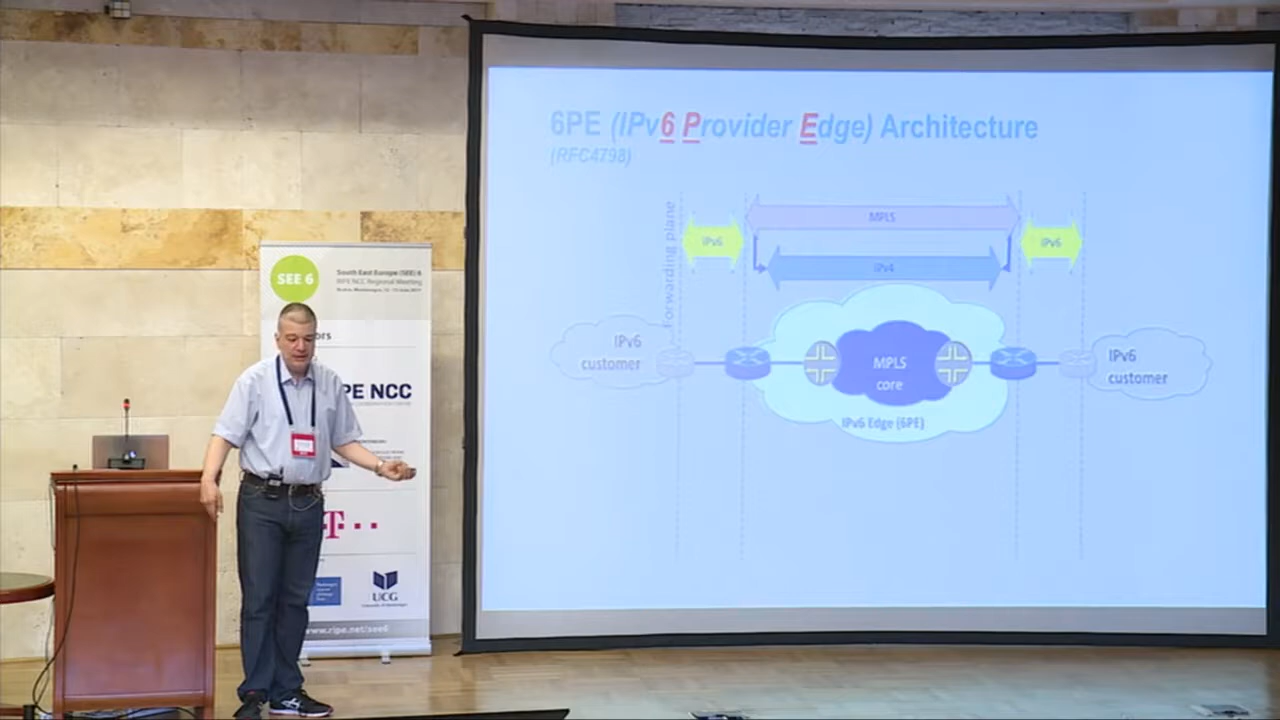 6PE (IPv6 Provider Edge) Architecture
(RFC4798)
Forwarding plane
MPLS
IPv6
IPv6
IPv4
IPv6
customer
MPLS
core
IPv6
customer
IPv6 Edge (6PE)
SEE 6
South East Europe (SEE) 6
RIPE NCC Regional Meeting
ors
PE NCC
T
UCG
www.ripe.net/see6